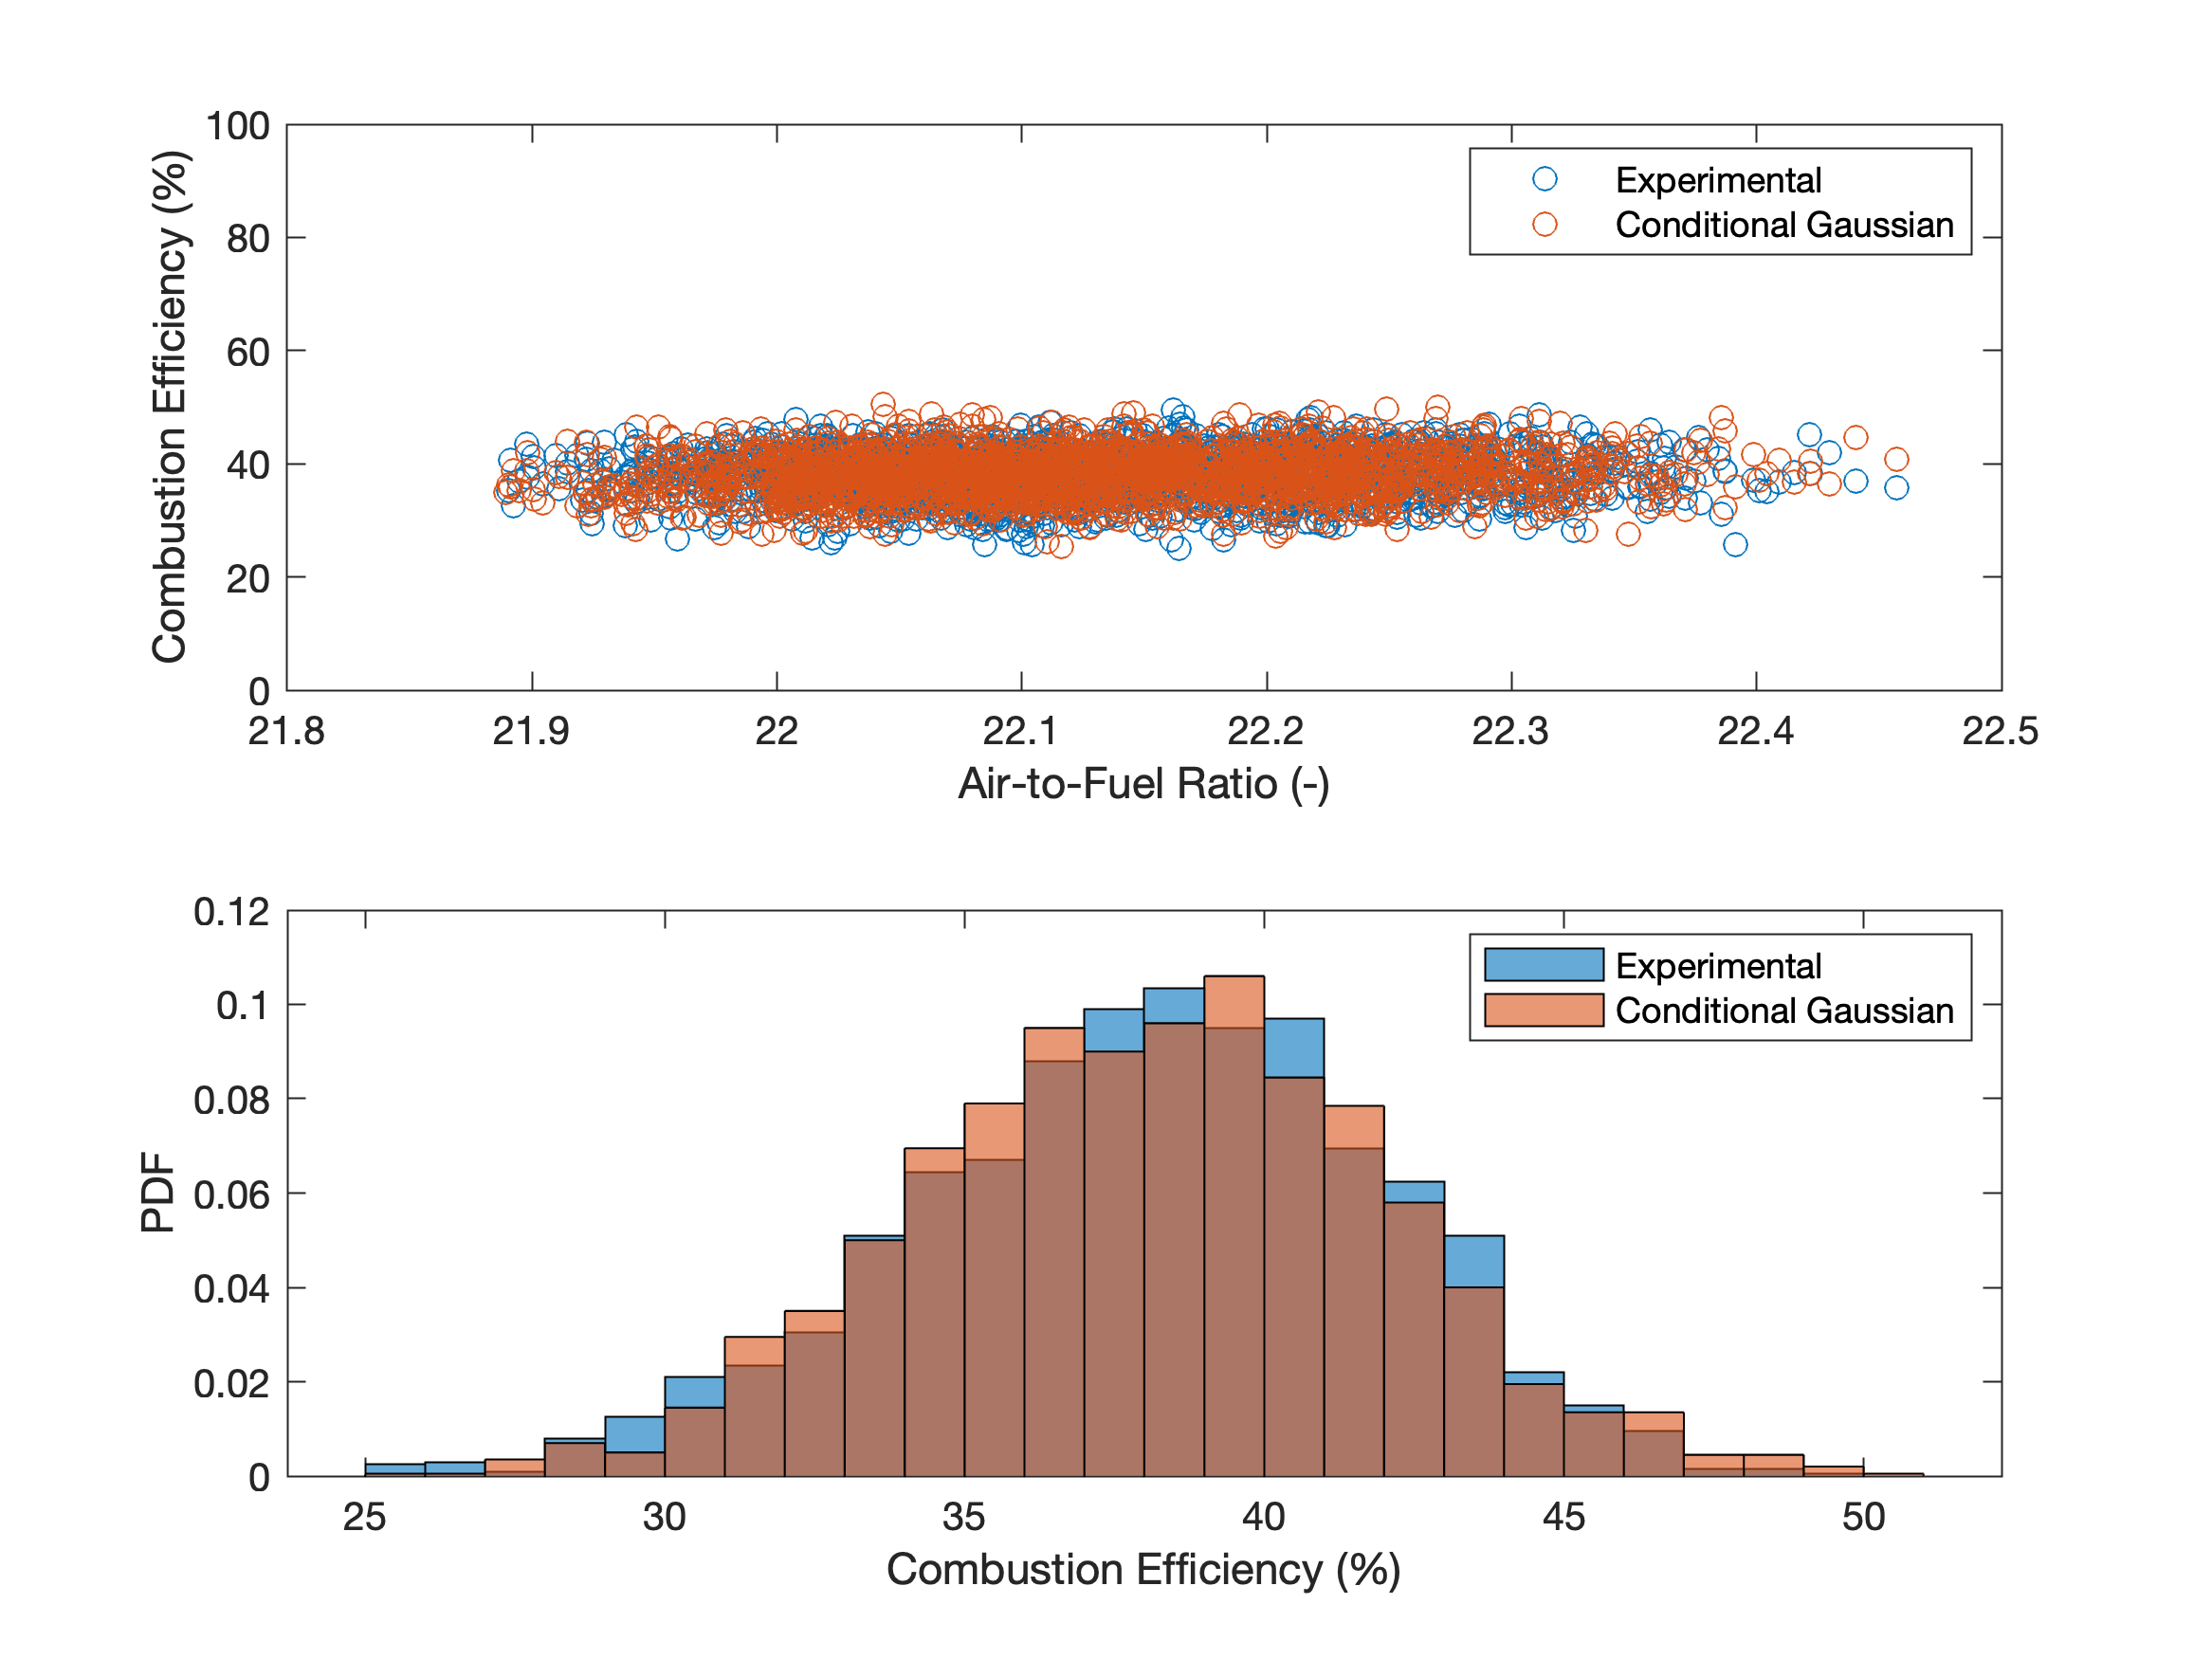 100
80
60
40
20
0
Combustion Efficiency (%)
Experimental
Conditional Gaussian
21.8 21.9 22 22.1 22.2 22.3 22.4 22.5
Air-to-Fuel Ratio (-)
0.12
0.1
0.08
0.06
0.04
0.02
0
PDF
Experimental
Conditional Gaussian
25 30 35 40 45 50
Combustion Efficiency (%)